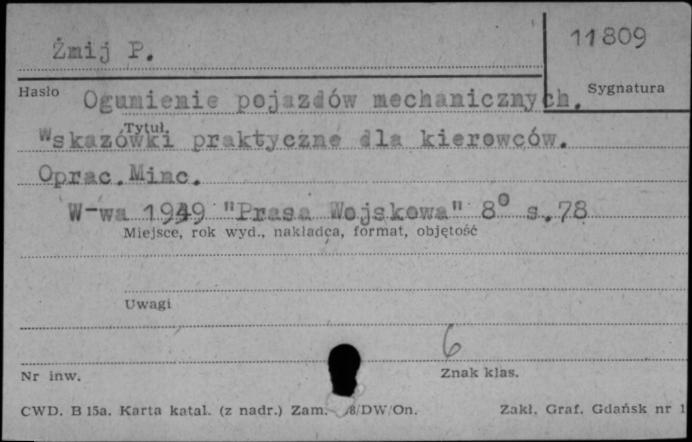 Żmij P.
11809
Hasło
Sygnatura
Ogumienie pojazdów mechanicznych.
Tytuł
Wskazówki praktyczne dla kierowców.
Oprac. Minc.
W-wa 1949 "Prasa Wojskowa" 8° s. 78
Miejsce, rok wyd., nakładca, format, objętość
Uwagi
6
Nr inw.
Znak klas.
CWD. B 15a. Karta katal. (z nadr.) Zam. 8/DW/On.
Zakł. Graf. Gdańsk nr 1